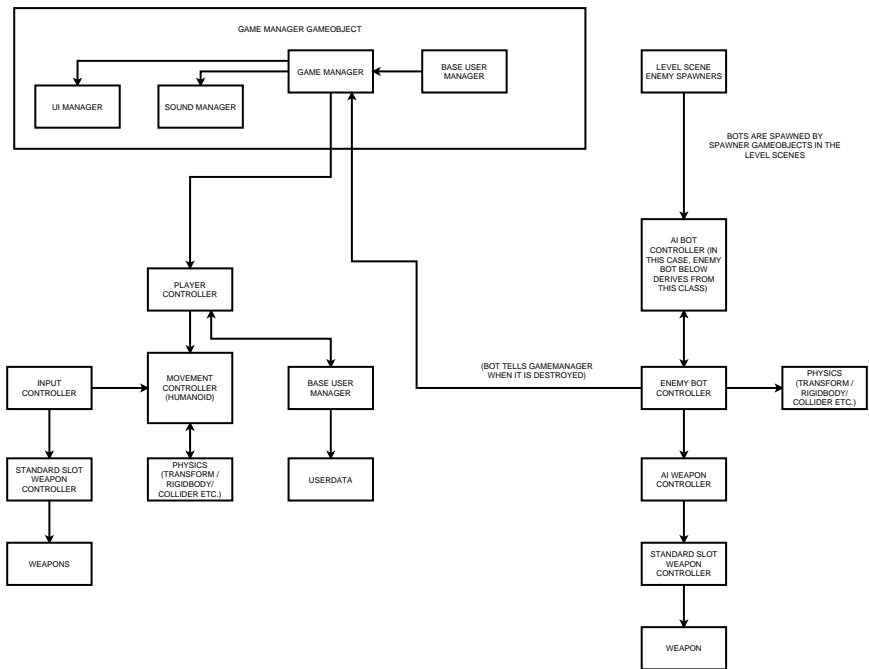 GAME MANAGER GAMEOBJECT
GAME MANAGER
BASE USER
MANAGER
UI MANAGER
SOUND MANAGER
LEVEL SCENE
ENEMY SPAWNERS
BOTS ARE SPAWNED BY
SPAWNER GAMEOBJECTS IN THE
LEVEL SCENES
AI BOT
CONTROLLER (IN
THIS CASE, ENEMY
BOT BELOW
DERIVES FROM
THIS CLASS)
PLAYER
CONTROLLER
INPUT
CONTROLLER
MOVEMENT
CONTROLLER
(HUMANOID)
BASE USER
MANAGER
(BOT TELLS GAMEMANAGER
WHEN IT IS DESTROYED)
ENEMY BOT
CONTROLLER
PHYSICS
(TRANSFORM /
RIGIDBODY/
COLLIDER ETC.)
STANDARD SLOT
WEAPON
CONTROLLER
PHYSICS
(TRANSFORM /
RIGIDBODY/
COLLIDER ETC.)
USERDATA
AI WEAPON
CONTROLLER
WEAPONS
STANDARD SLOT
WEAPON
CONTROLLER
WEAPON